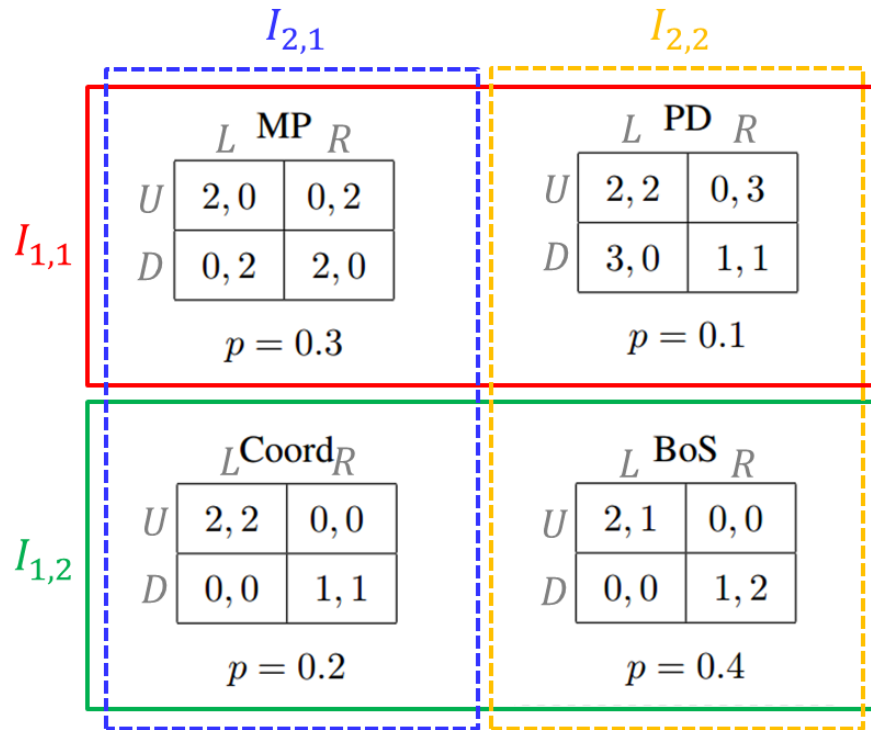 I2,1 I2,2
MP PD
L R L R
U 2, 0 0, 2 U 2, 2 0, 3
I1,1
D 0, 2 2, 0 D 3, 0 1, 1
p = 0.3 p = 0.1
L Coord R L BoS R
U 2, 2 0, 0 U 2, 1 0, 0
I1,2
D 0, 0 1, 1 D 0, 0 1, 2
p = 0.2 p = 0.4